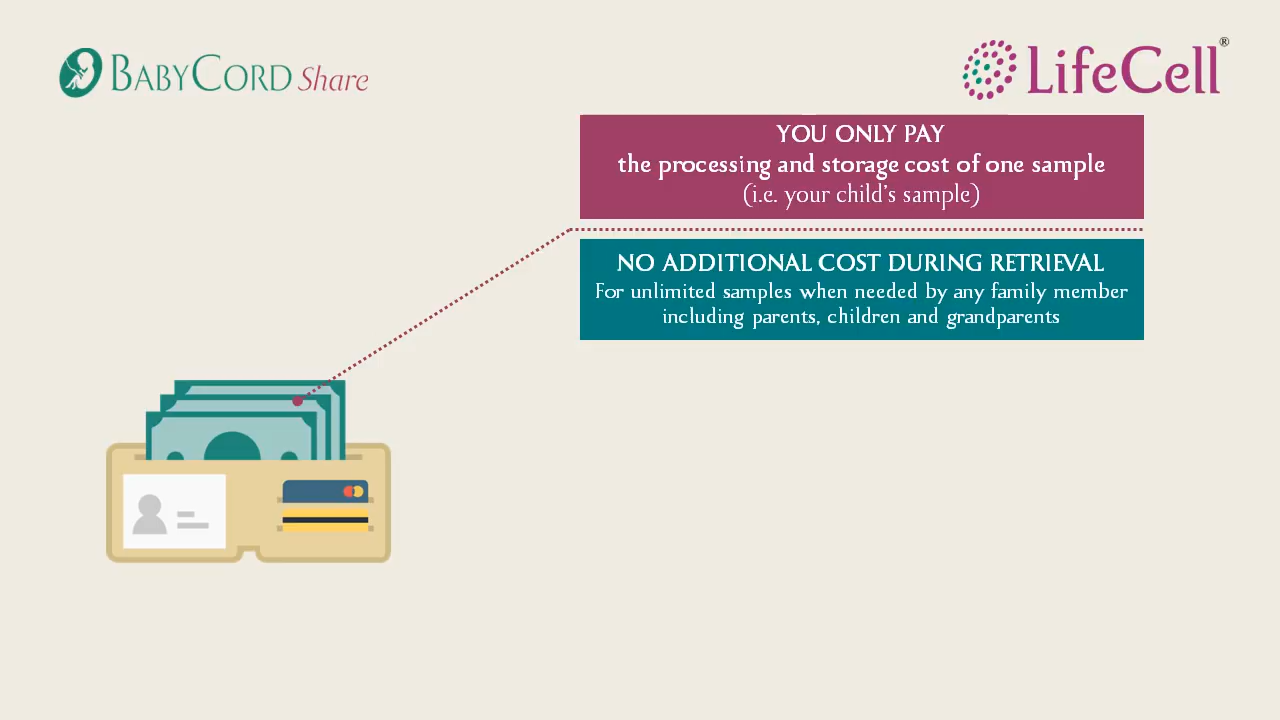 BABYCORD Share
LifeCell®
YOU ONLY PAY
the processing and storage cost of one sample
(i.e. your child's sample)
NO ADDITIONAL COST DURING RETRIEVAL
For unlimited samples when needed by any family member
including parents, children and grandparents